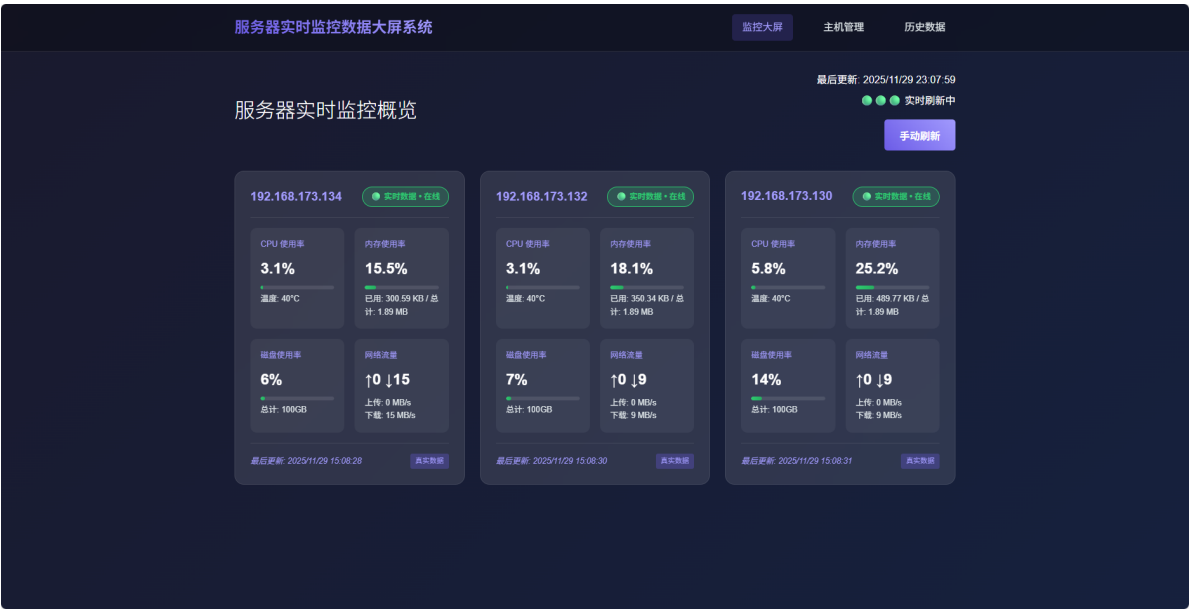 服务器实时监控数据大屏系统
监控大屏 主机管理 历史数据
最后更新: 2025/11/29 23:07:59
实时刷新中
服务器实时监控概览
手动刷新
192.168.173.134
实时数据 • 在线
CPU 使用率
3.1%
温度: 40°C
内存使用率
15.5%
已用: 300.59 KB / 总
计: 1.89 MB
磁盘使用率
6%
总计: 100GB
网络流量
↑0 ↓15
上传: 0 MB/s
下载: 15 MB/s
最后更新: 2025/11/29 15:08:28
真实数据
192.168.173.132
实时数据 • 在线
CPU 使用率
3.1%
温度: 40°C
内存使用率
18.1%
已用: 350.34 KB / 总
计: 1.89 MB
磁盘使用率
7%
总计: 100GB
网络流量
↑0 ↓9
上传: 0 MB/s
下载: 9 MB/s
最后更新: 2025/11/29 15:08:30
真实数据
192.168.173.130
实时数据 • 在线
CPU 使用率
5.8%
温度: 40°C
内存使用率
25.2%
已用: 489.77 KB / 总
计: 1.89 MB
磁盘使用率
14%
总计: 100GB
网络流量
↑0 ↓9
上传: 0 MB/s
下载: 9 MB/s
最后更新: 2025/11/29 15:08:31
真实数据